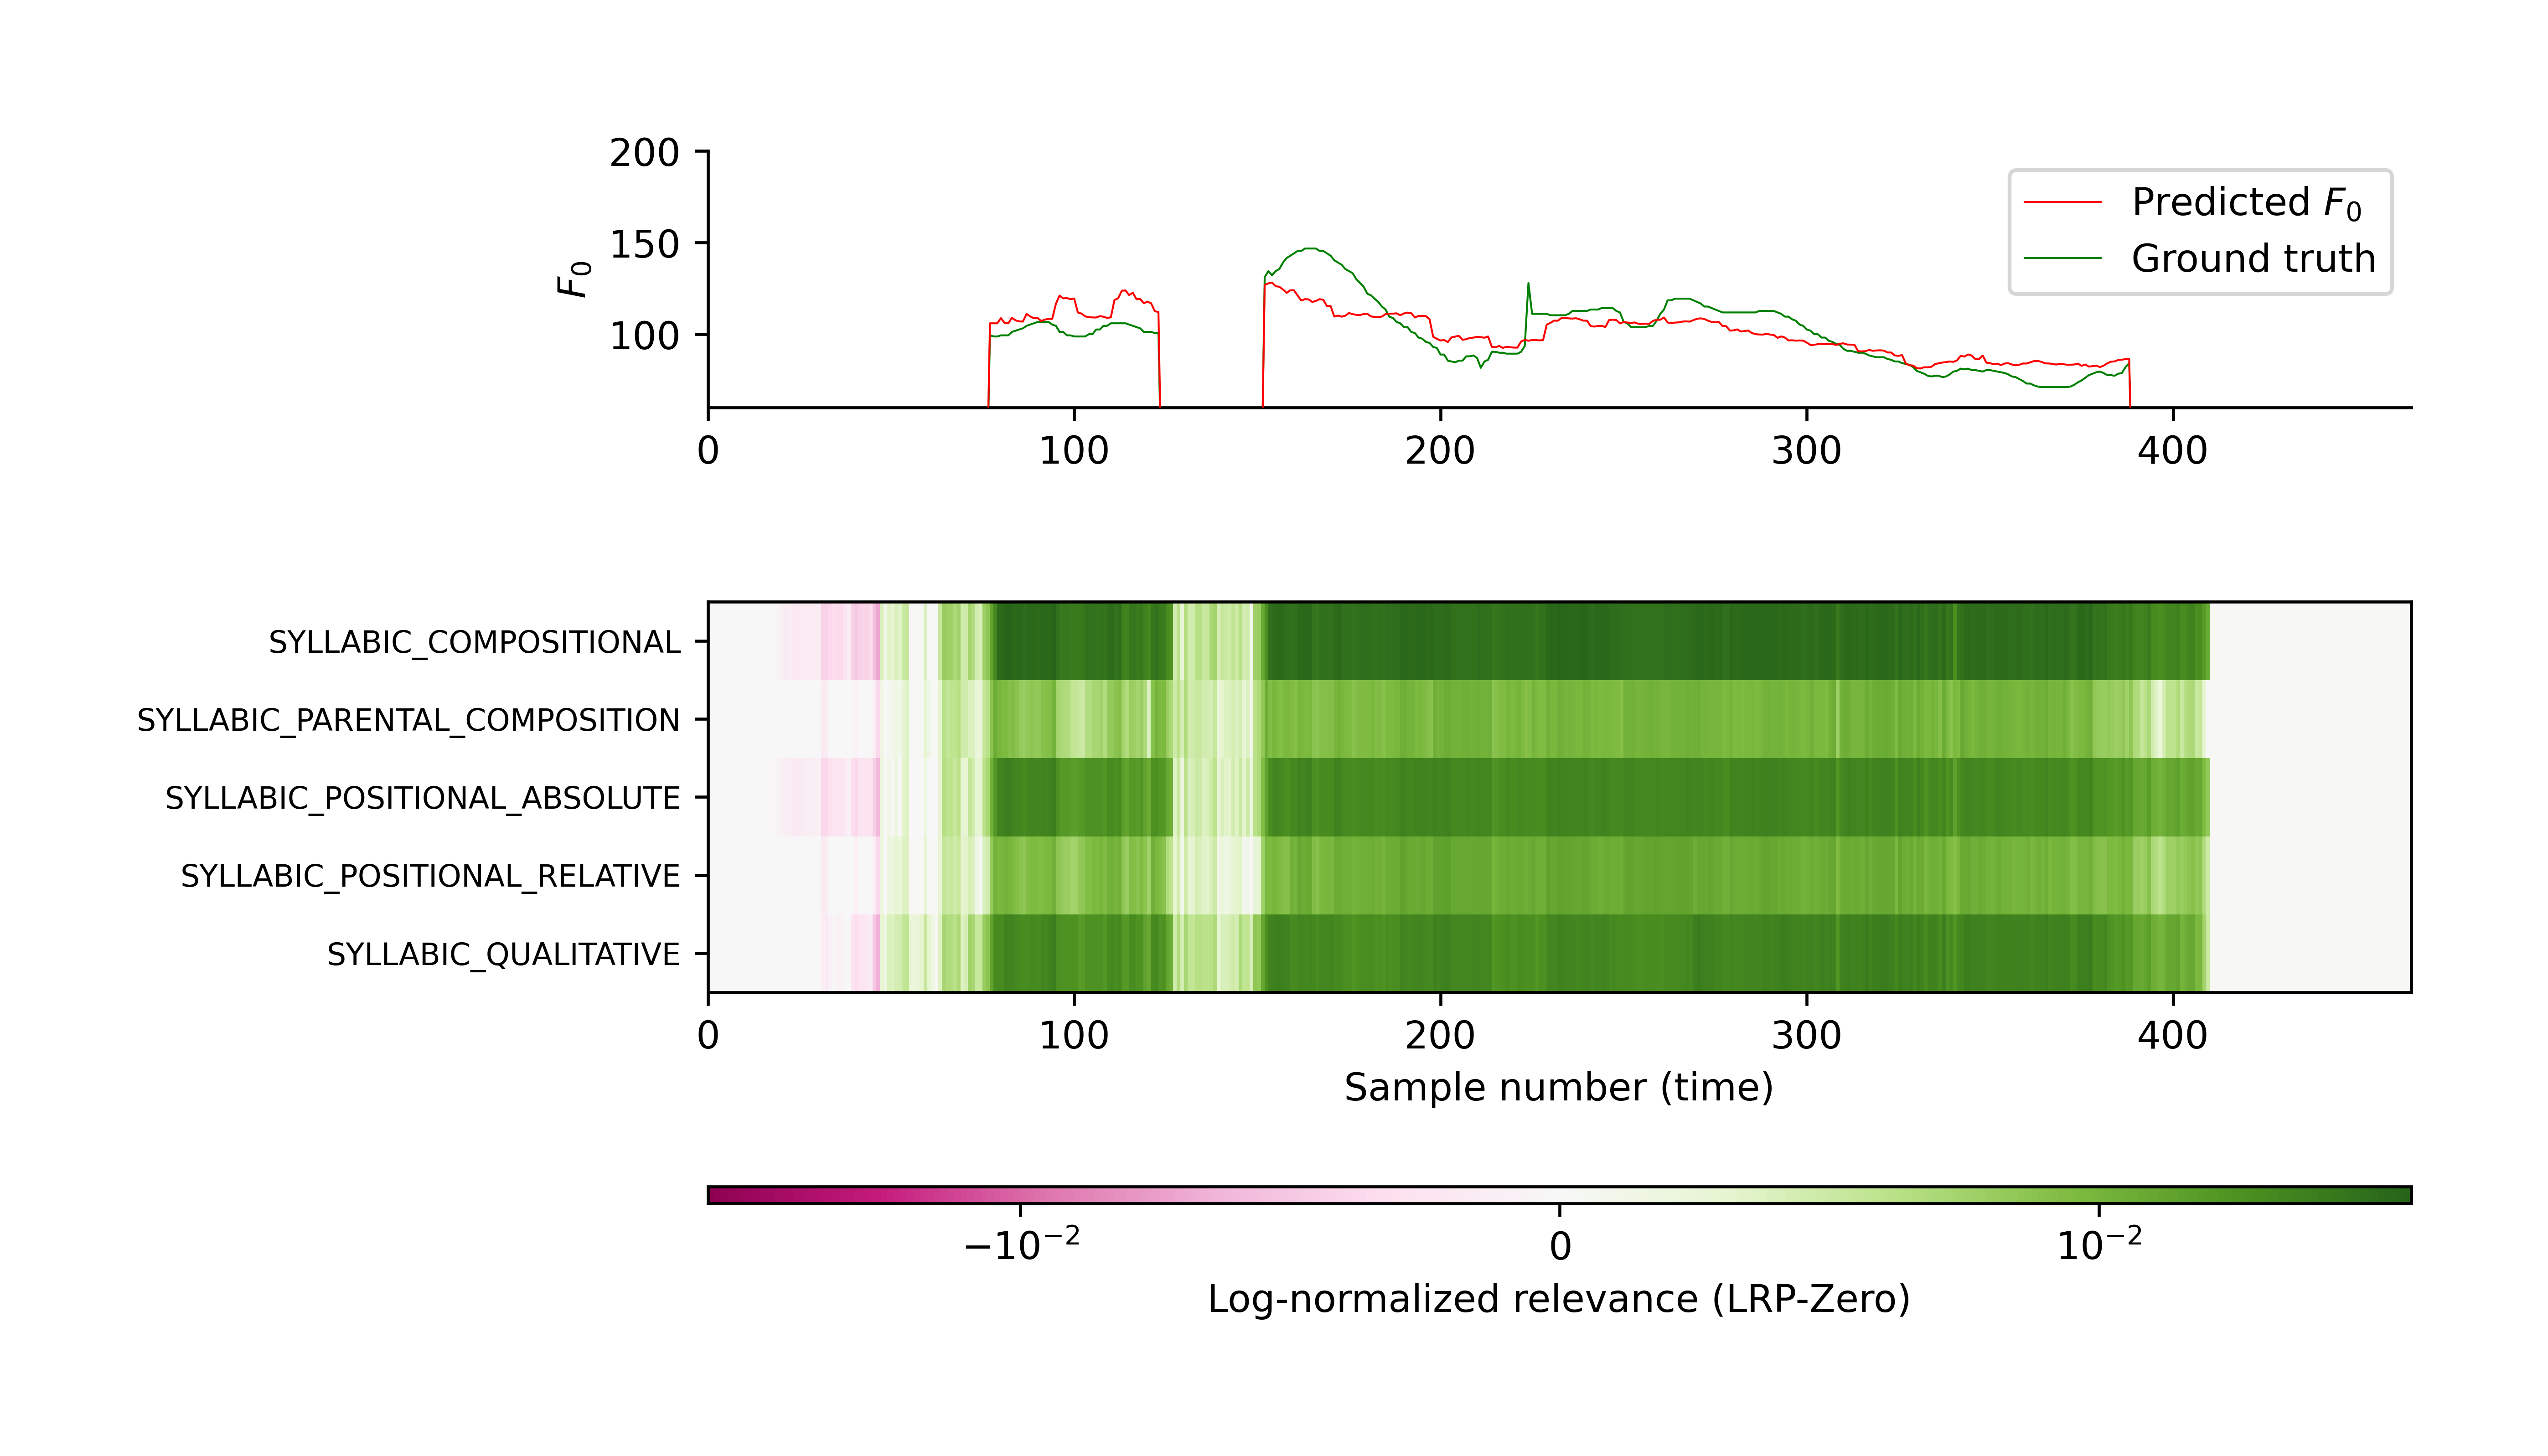 200
150
100
F₀
Predicted F₀
Ground truth
0 100 200 300 400
SYLLABIC_COMPOSITIONAL
SYLLABIC_PARENTAL_COMPOSITION
SYLLABIC_POSITIONAL_ABSOLUTE
SYLLABIC_POSITIONAL_RELATIVE
SYLLABIC_QUALITATIVE
0 100 200 300 400
Sample number (time)
−10⁻² 0 10⁻²
Log-normalized relevance (LRP-Zero)